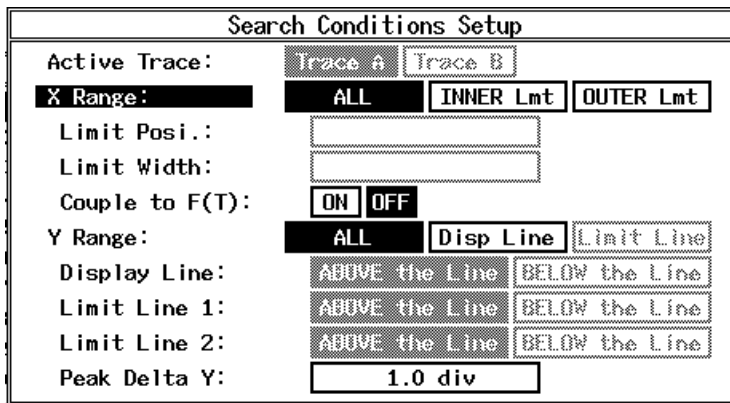 Search Conditions Setup
Active Trace: Trace A Trace B
X Range: ALL INNER Lmt OUTER Lmt
Limit Posi.:
Limit Width:
Couple to F(T): ON OFF
Y Range: ALL Disp Line Limit Line
Display Line: ABOVE the Line BELOW the Line
Limit Line 1: ABOVE the Line BELOW the Line
Limit Line 2: ABOVE the Line BELOW the Line
Peak Delta Y: 1.0 div